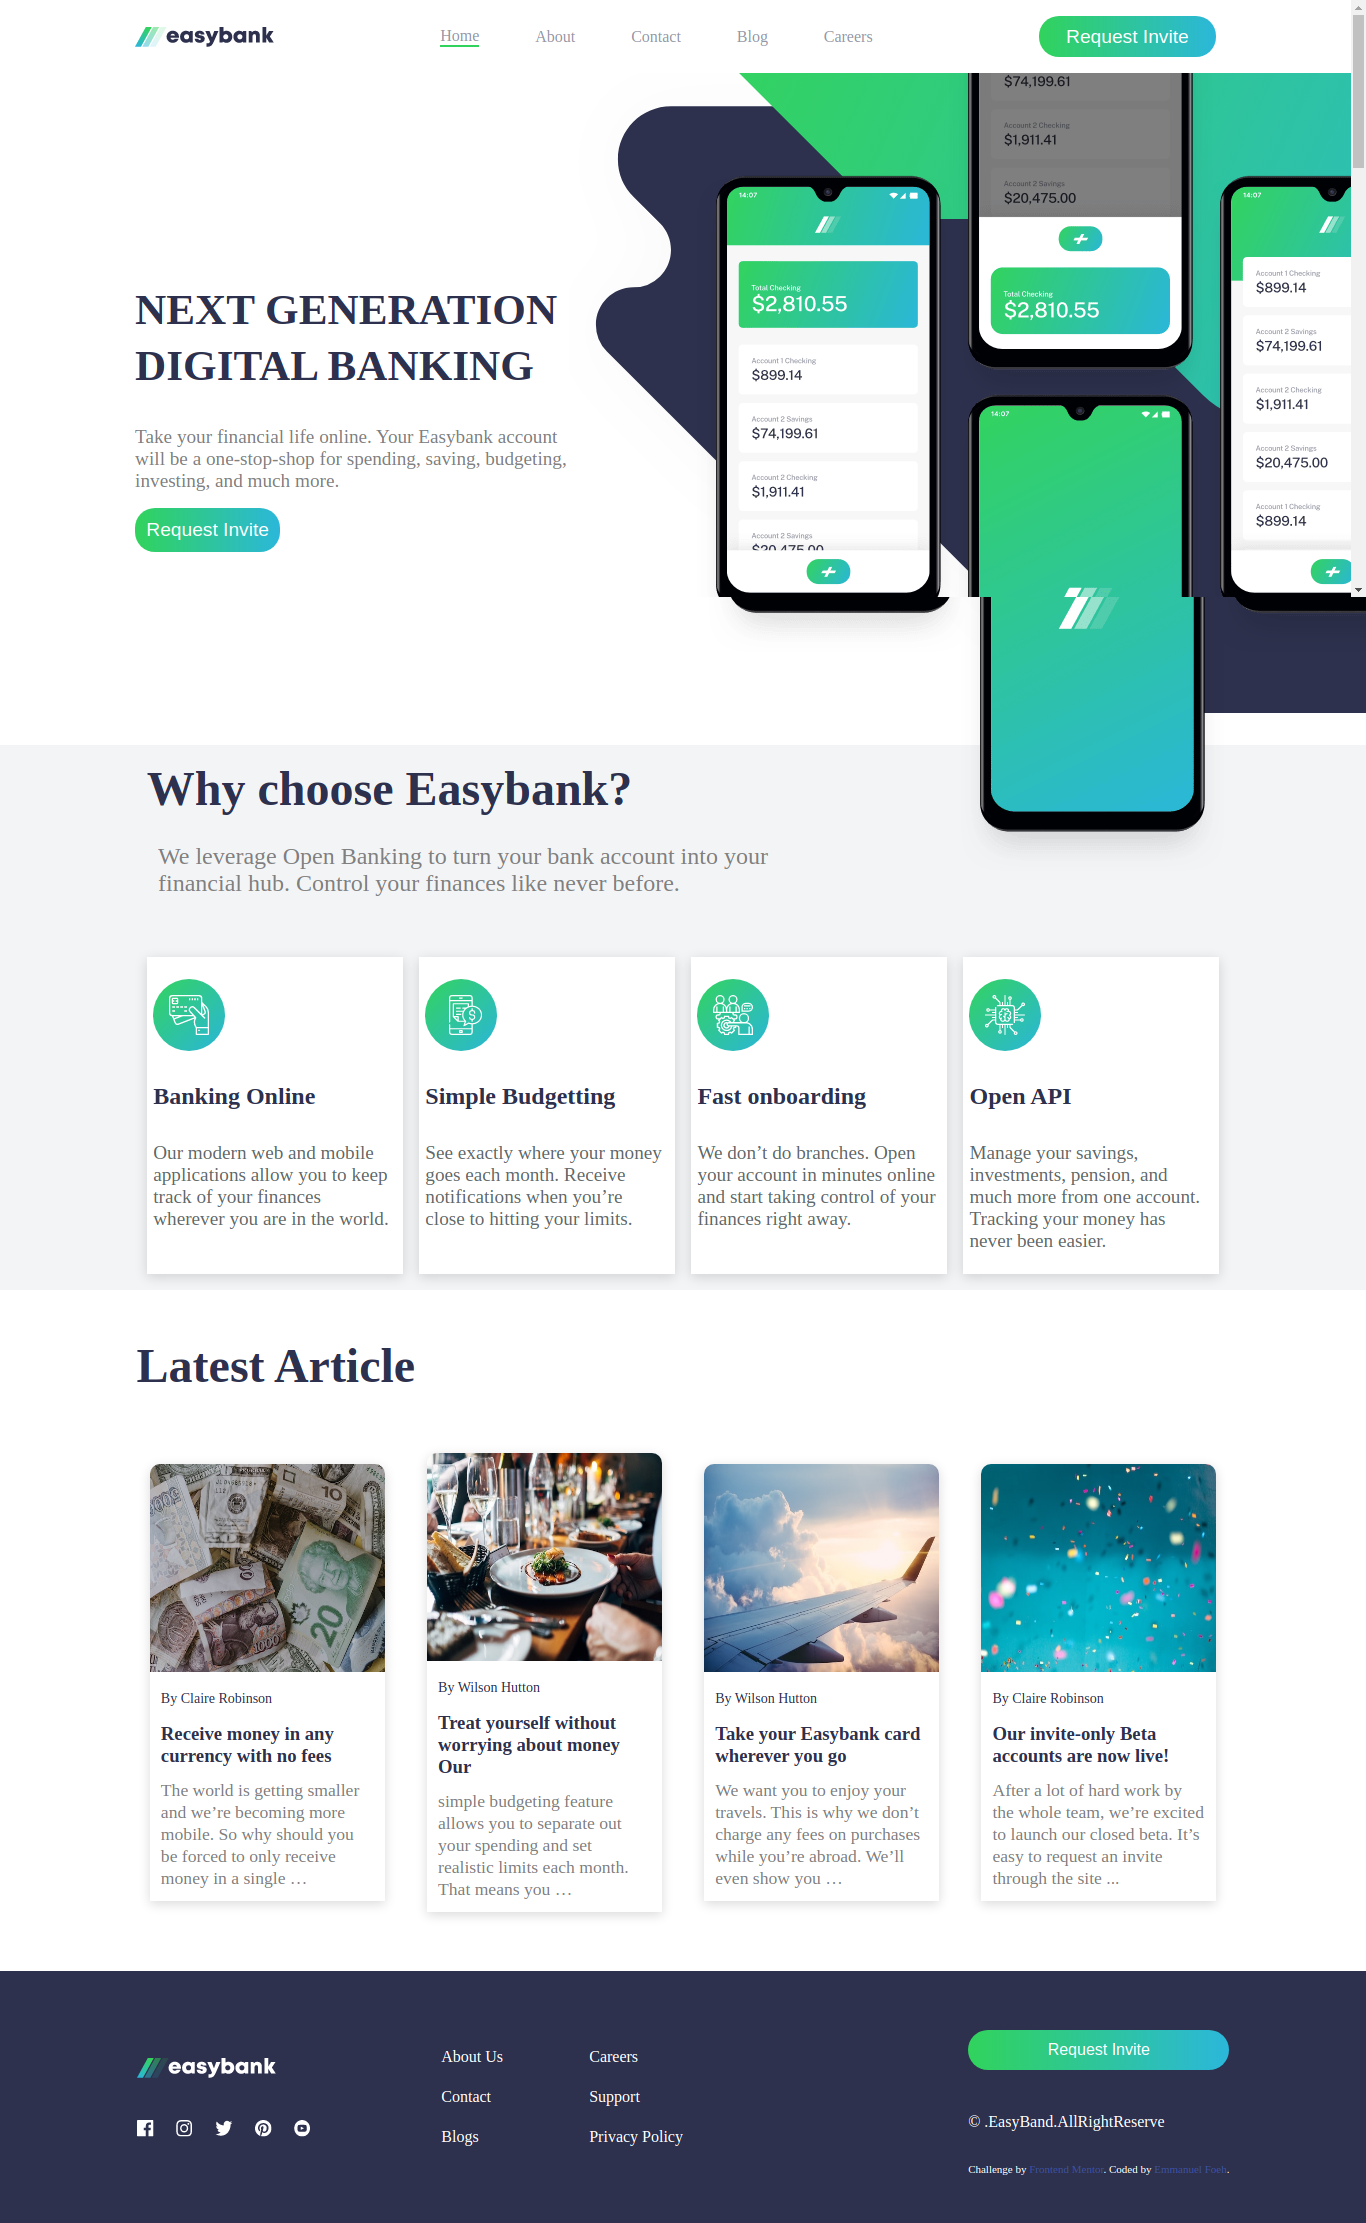 easybank
Home
About
Contact
Blog
Careers
Request Invite
NEXT GENERATION
DIGITAL BANKING
Take your financial life online. Your Easybank account
will be a one-stop-shop for spending, saving, budgeting,
investing, and much more.
Request Invite
14:07
Total Checking
$2,810.55
Account 1 Checking
$899.14
Account 2 Savings
$74,199.61
Account 2 Checking
$1,911.41
Account 2 Savings
$20,475.00
$74,199.61
Account 2 Checking
$1,911.41
Account 2 Savings
$20,475.00
Total Checking
$2,810.55
14:07
14:07
Account 1 Checking
$899.14
Account 2 Savings
$74,199.61
Account 2 Checking
$1,911.41
Account 2 Savings
$20,475.00
Account 1 Checking
$899.14
Why choose Easybank?
We leverage Open Banking to turn your bank account into your
financial hub. Control your finances like never before.
Banking Online
Our modern web and mobile
applications allow you to keep
track of your finances
wherever you are in the world.
Simple Budgetting
See exactly where your money
goes each month. Receive
notifications when you’re
close to hitting your limits.
Fast onboarding
We don’t do branches. Open
your account in minutes online
and start taking control of your
finances right away.
Open API
Manage your savings,
investments, pension, and
much more from one account.
Tracking your money has
never been easier.
Latest Article
10
20
1000
By Claire Robinson
Receive money in any
currency with no fees
The world is getting smaller
and we’re becoming more
mobile. So why should you
be forced to only receive
money in a single …
By Wilson Hutton
Treat yourself without
worrying about money
Our
simple budgeting feature
allows you to separate out
your spending and set
realistic limits each month.
That means you …
By Wilson Hutton
Take your Easybank card
wherever you go
We want you to enjoy your
travels. This is why we don’t
charge any fees on purchases
while you’re abroad. We’ll
even show you …
By Claire Robinson
Our invite-only Beta
accounts are now live!
After a lot of hard work by
the whole team, we’re excited
to launch our closed beta. It’s
easy to request an invite
through the site ...
easybank
About Us
Contact
Blogs
Careers
Support
Privacy Policy
Request Invite
© .EasyBand.AllRightReserve
Challenge by Frontend Mentor. Coded by Emmanuel Foeh.